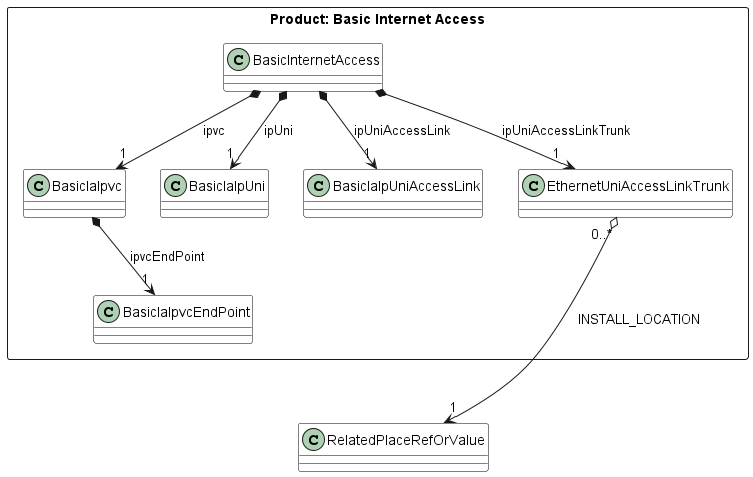 Product: Basic Internet Access
C BasicInternetAccess
ipvc
ipUni
ipUniAccessLink
ipUniAccessLinkTrunk
1
1
1
1
C BasicIaIpvc
C BasicIaIpUni
C BasicIaIpUniAccessLink
C EthernetUniAccessLinkTrunk
0..*
ipvcEndPoint
1
C BasicIaIpvcEndPoint
INSTALL_LOCATION
1
C RelatedPlaceRefOrValue